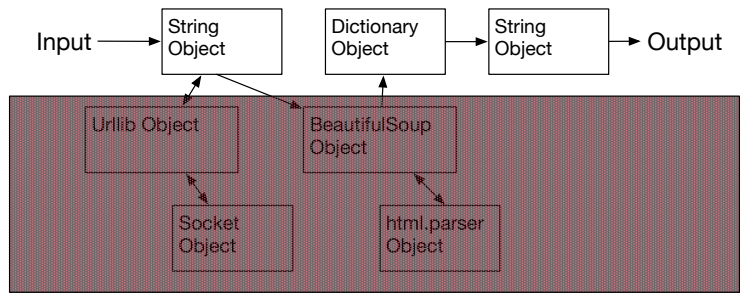 Input
String
Object
Dictionary
Object
String
Object
Output
Urllib Object
BeautifulSoup
Object
Socket
Object
html.parser
Object